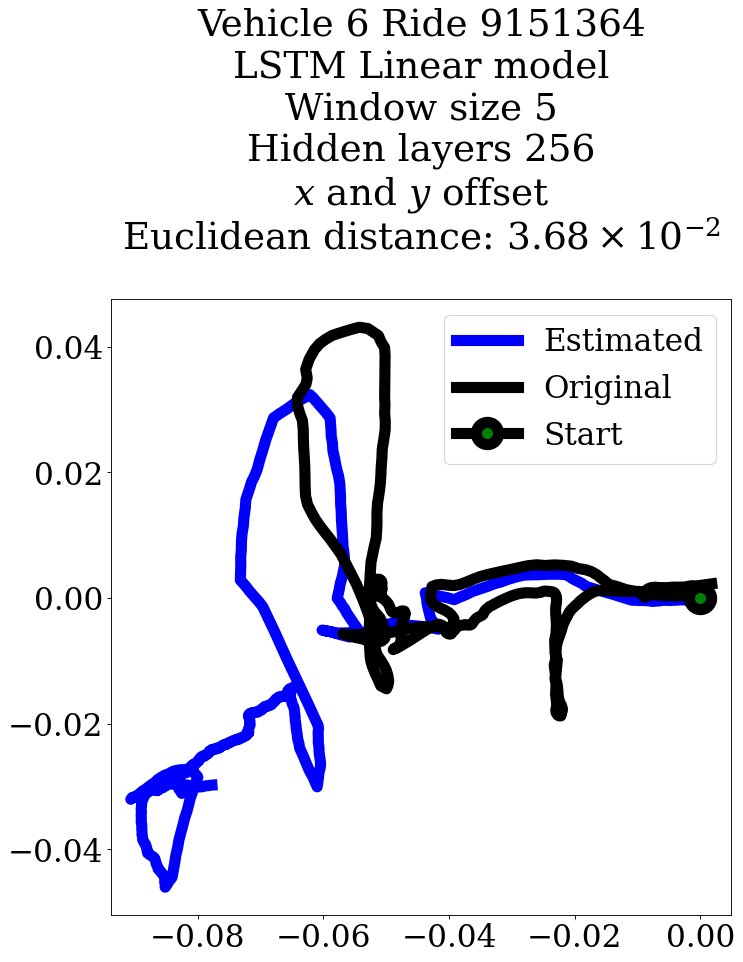 Vehicle 6 Ride 9151364
LSTM Linear model
Window size 5
Hidden layers 256
x and y offset
Euclidean distance: 3.68 × 10⁻²
Estimated
Original
Start
0.04
0.02
0.00
−0.02
−0.04
−0.08 −0.06 −0.04 −0.02 0.00